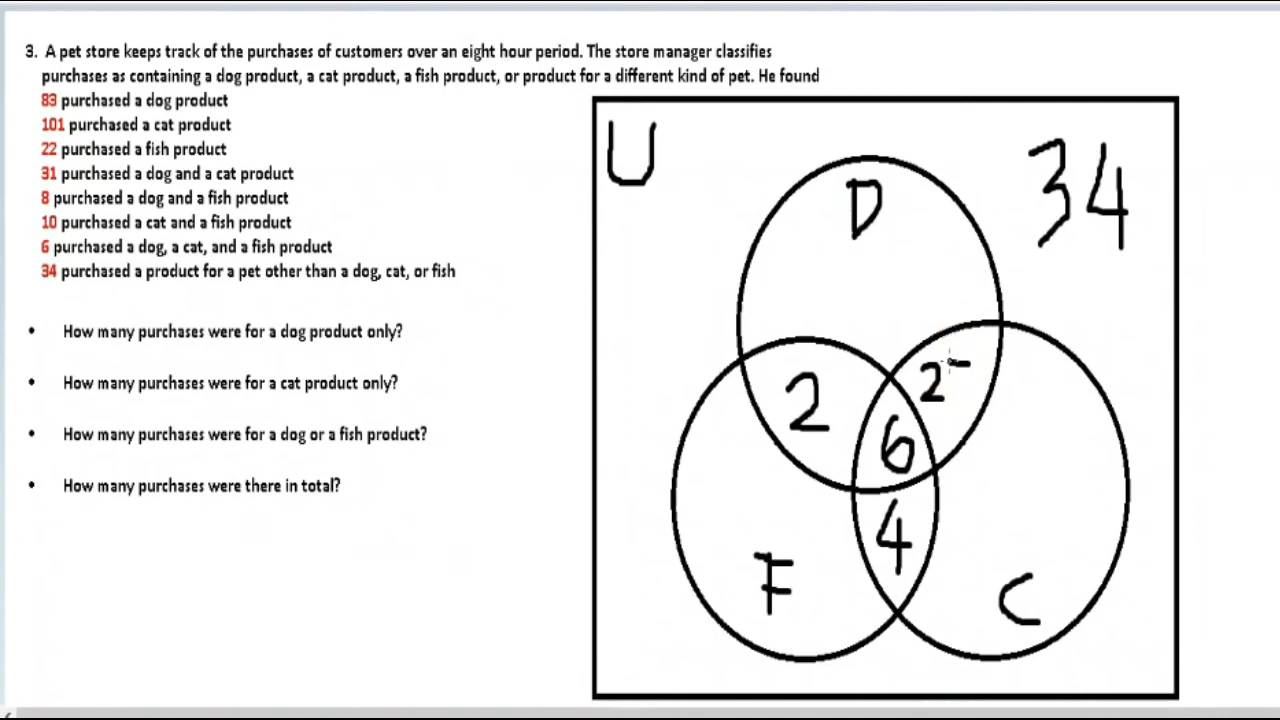 3. A pet store keeps track of the purchases of customers over an eight hour period. The store manager classifies
purchases as containing a dog product, a cat product, a fish product, or product for a different kind of pet. He found
83 purchased a dog product
101 purchased a cat product
22 purchased a fish product
31 purchased a dog and a cat product
8 purchased a dog and a fish product
10 purchased a cat and a fish product
6 purchased a dog, a cat, and a fish product
34 purchased a product for a pet other than a dog, cat, or fish
• How many purchases were for a dog product only?
• How many purchases were for a cat product only?
• How many purchases were for a dog or a fish product?
• How many purchases were there in total?
U
34
D
2
2
6
4
F
C